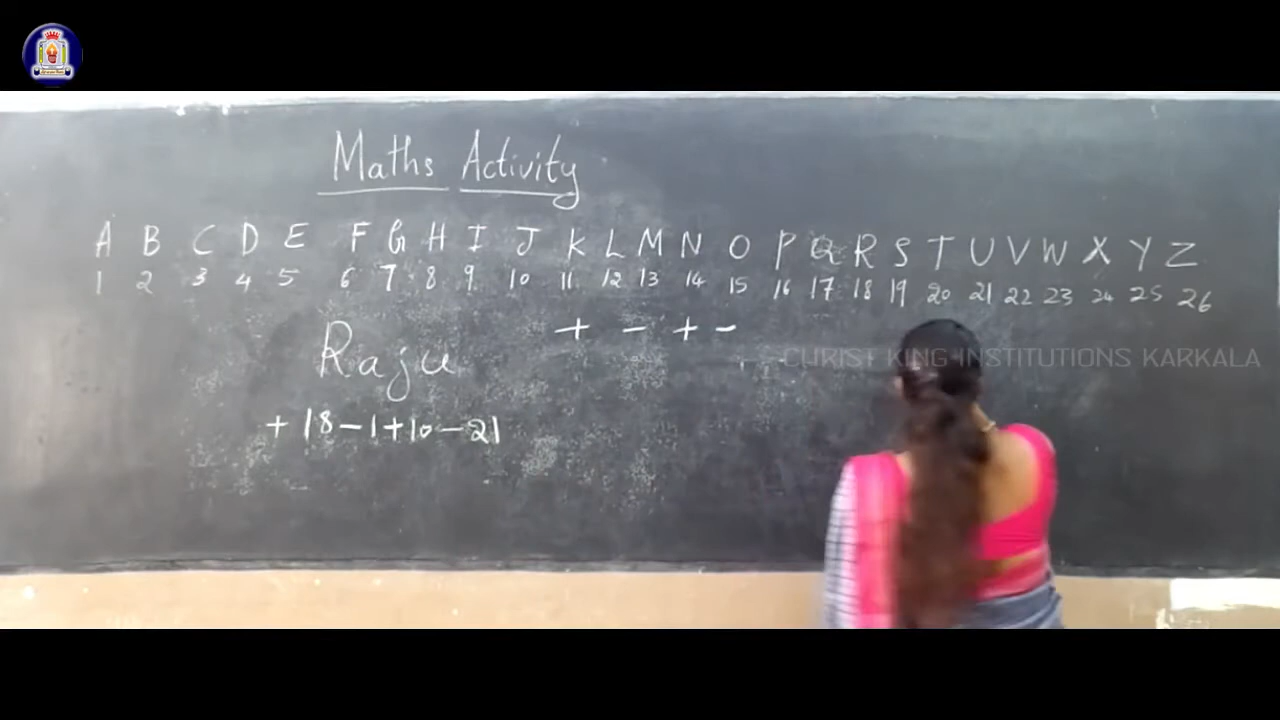 Maths Activity
A B C D E F G H I J K L M N O P Q R S T U V W X Y Z
1 2 3 4 5 6 7 8 9 10 11 12 13 14 15 16 17 18 19 20 21 22 23 24 25 26
+ - + -
Raju
+ 18 - 1 + 10 - 21
CHRIST KING INSTITUTIONS KARKALA